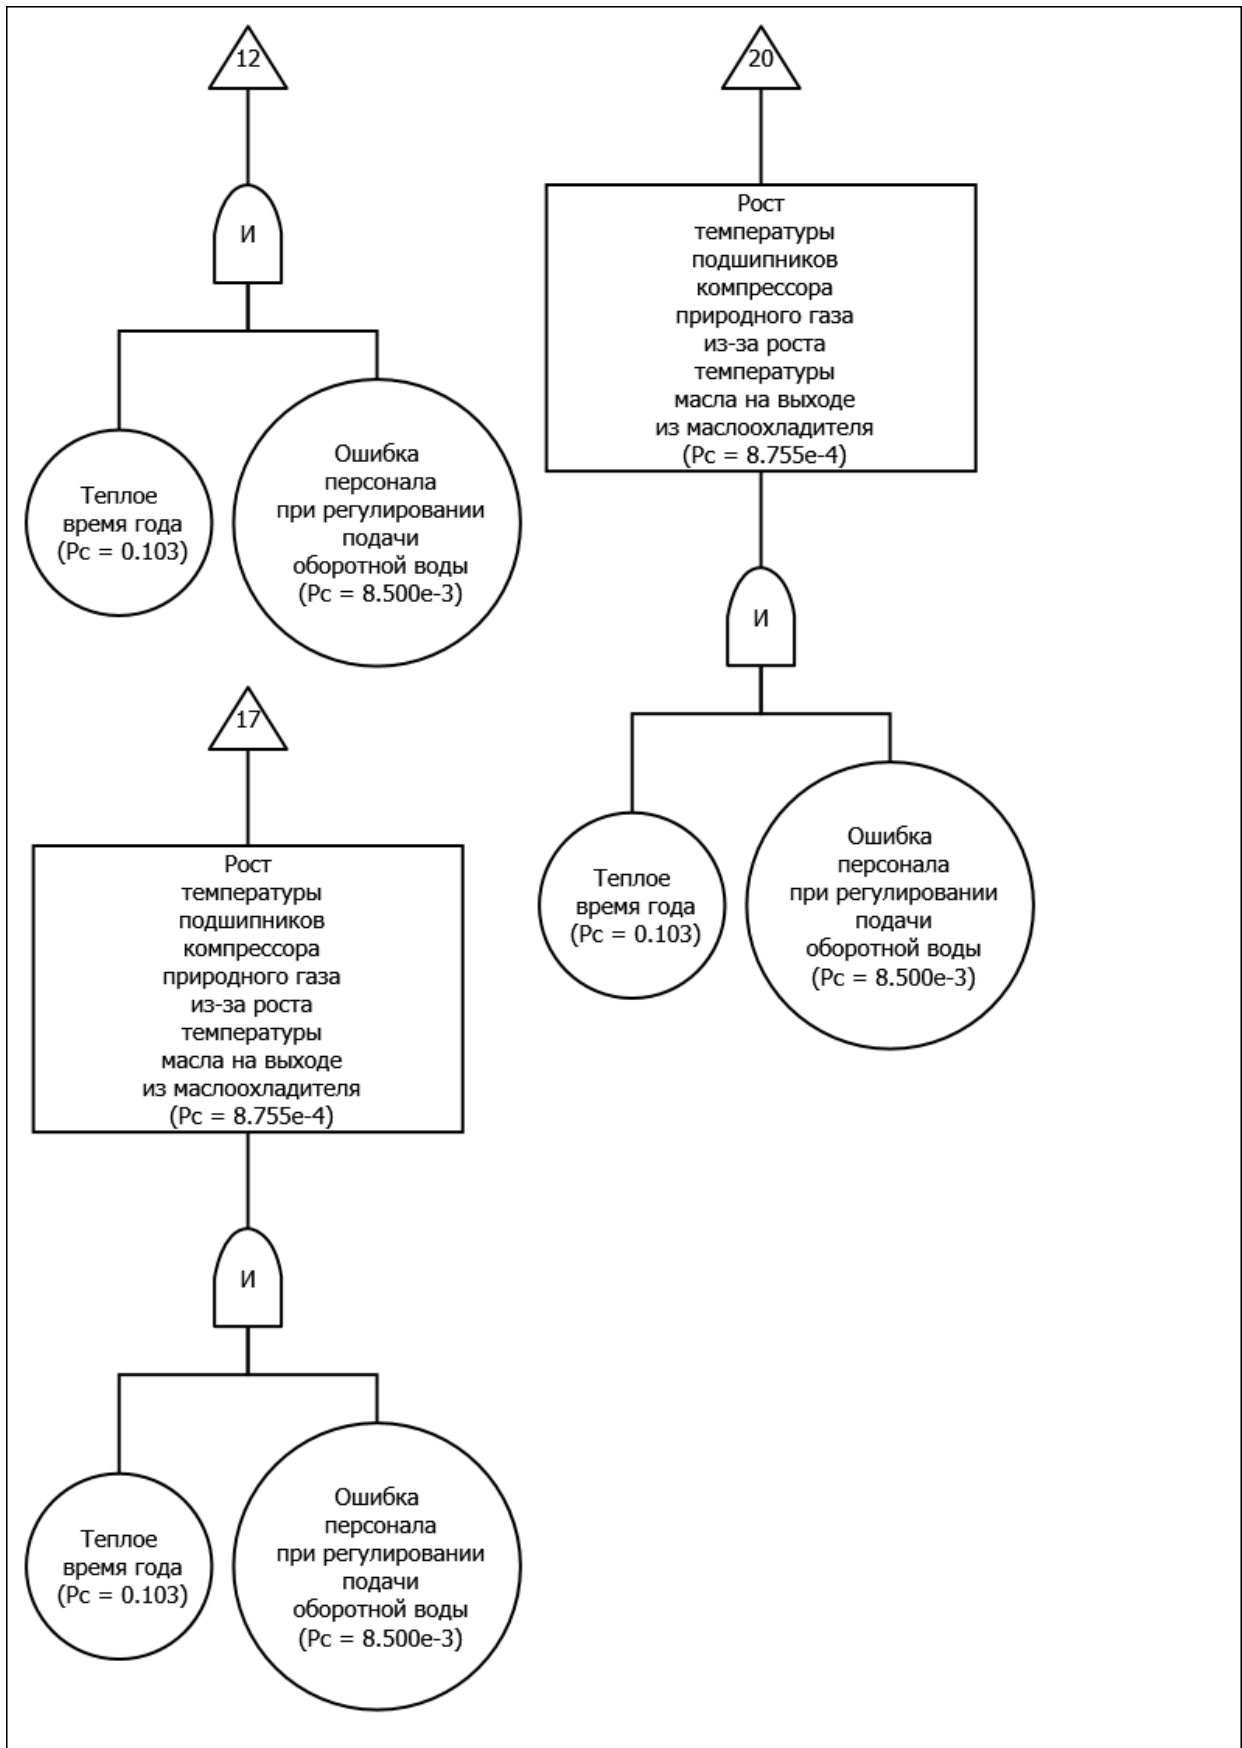 12
И
Теплое
время года
(Pc = 0.103)
Ошибка
персонала
при регулировании
подачи
оборотной воды
(Pc = 8.500e-3)
17
Рост
температуры
подшипников
компрессора
природного газа
из-за роста
температуры
масла на выходе
из маслоохладителя
(Pc = 8.755e-4)
И
Теплое
время года
(Pc = 0.103)
Ошибка
персонала
при регулировании
подачи
оборотной воды
(Pc = 8.500e-3)
20
Рост
температуры
подшипников
компрессора
природного газа
из-за роста
температуры
масла на выходе
из маслоохладителя
(Pc = 8.755e-4)
И
Теплое
время года
(Pc = 0.103)
Ошибка
персонала
при регулировании
подачи
оборотной воды
(Pc = 8.500e-3)